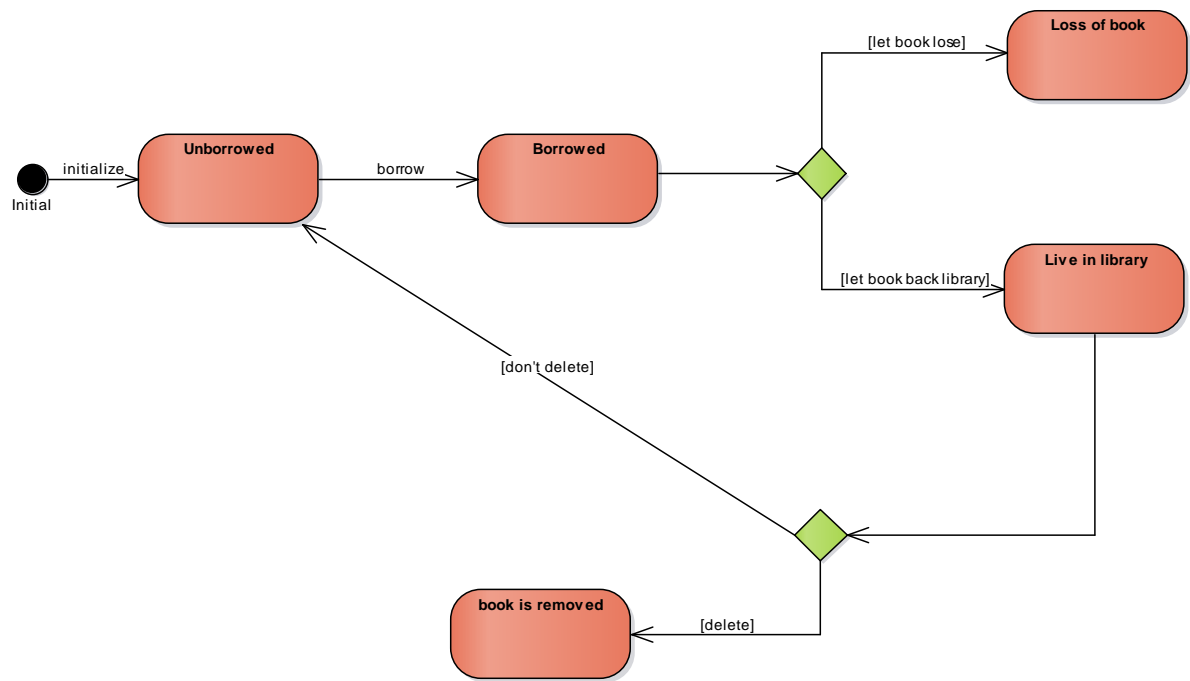 Loss of book
[let book lose]
Unborrowed
Borrowed
initialize
borrow
Initial
Live in library
[let book back library]
[don't delete]
book is removed
[delete]